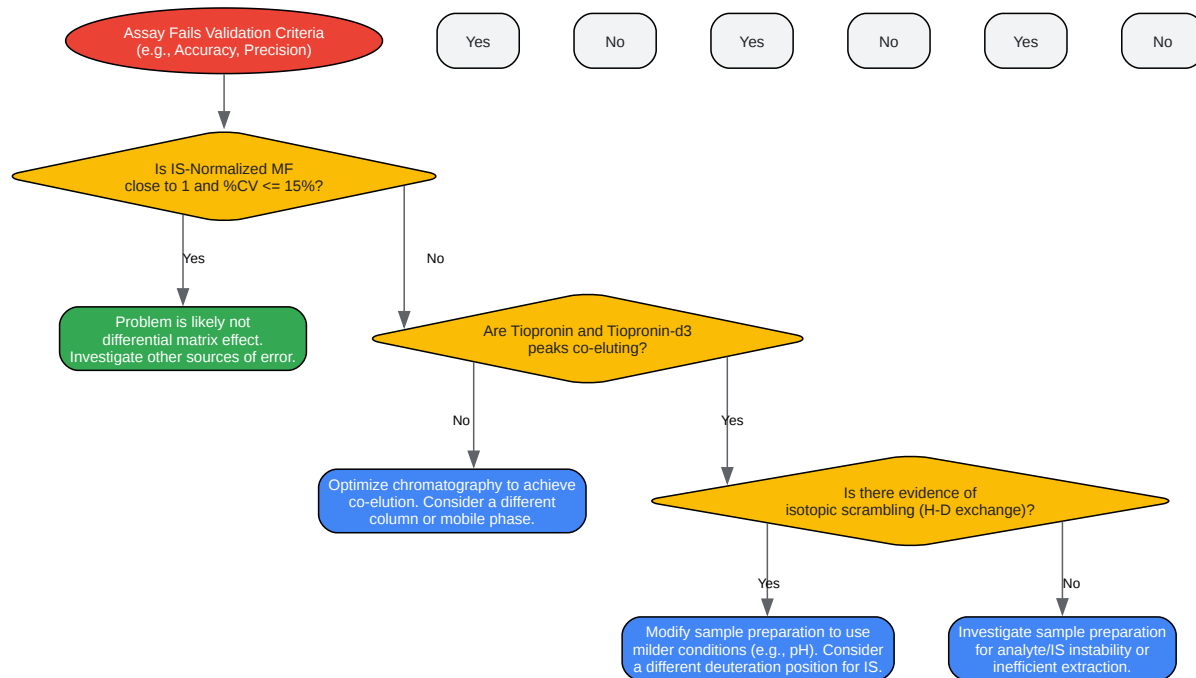 Assay Fails Validation Criteria
(e.g., Accuracy, Precision)
Yes
No
Yes
No
Yes
No
Is IS-Normalized MF
close to 1 and %CV <= 15%?
Yes
No
Problem is likely not
differential matrix effect.
Investigate other sources of error.
Are Tiopronin and Tiopronin-d3
peaks co-eluting?
No
Yes
Optimize chromatography to achieve
co-elution. Consider a different
column or mobile phase.
Is there evidence of
isotopic scrambling (H-D exchange)?
Yes
No
Modify sample preparation to use
milder conditions (e.g., pH). Consider
a different deuteration position for IS.
Investigate sample preparation
for analyte/IS instability or
inefficient extraction.